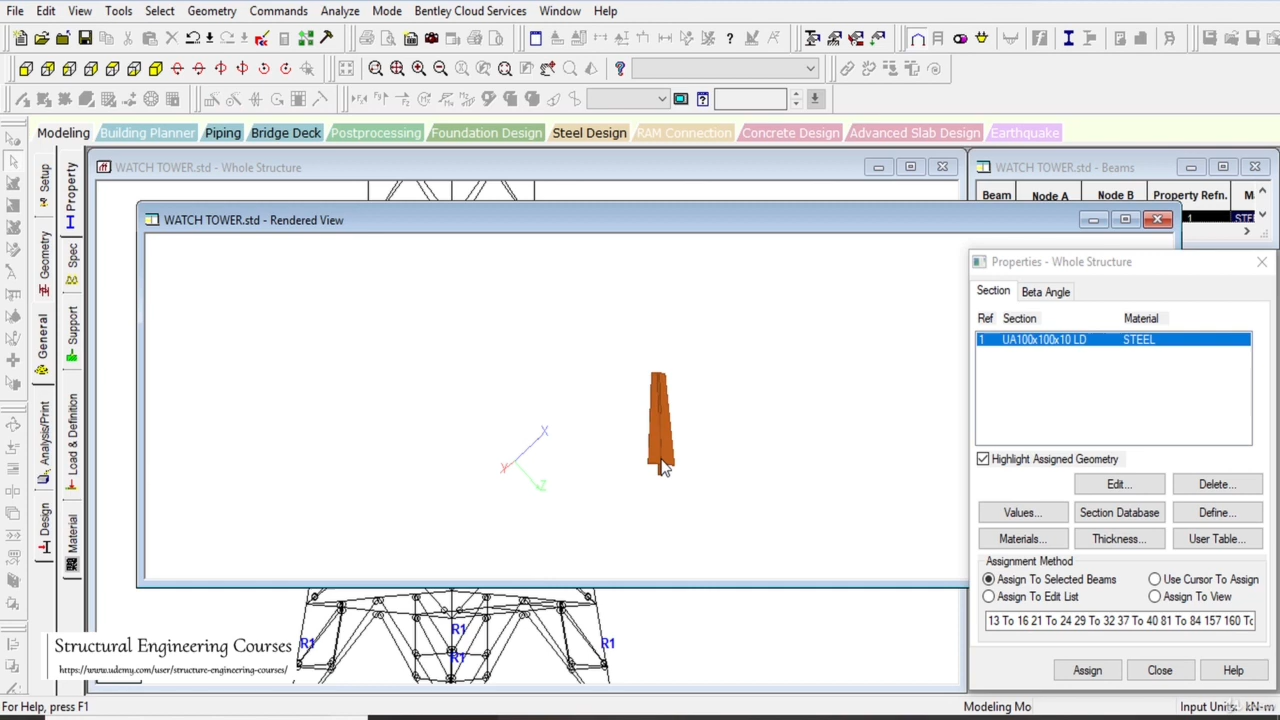 File Edit View Tools Select Geometry Commands Analyze Mode Bentley Cloud Services Window Help
Modeling Building Planner Piping Bridge Deck Postprocessing Foundation Design Steel Design RAM Connection Concrete Design Advanced Slab Design Earthquake
WATCH TOWER.std - Whole Structure
WATCH TOWER.std - Beams
Beam Node A Node B Property Refn.
1 STE
WATCH TOWER.std - Rendered View
Setup
Geometry
General
Analysis/Print
Design
Property
Spec
Support
Load & Definition
Material
X
Y
Z
Properties - Whole Structure
Section Beta Angle
Ref Section Material
1 UA100x100x10 LD STEEL
Highlight Assigned Geometry
Edit... Delete...
Values... Section Database Define...
Materials... Thickness... User Table...
Assignment Method
Assign To Selected Beams Use Cursor To Assign
Assign To Edit List Assign To View
13 To 16 21 To 24 29 To 32 37 To 40 81 To 84 157 160 To
Assign Close Help
R1 R1 R1
R1
Structural Engineering Courses
https://www.udemy.com/user/structure-engineering-courses/
For Help, press F1
Modeling Mo Input Units: kN-m